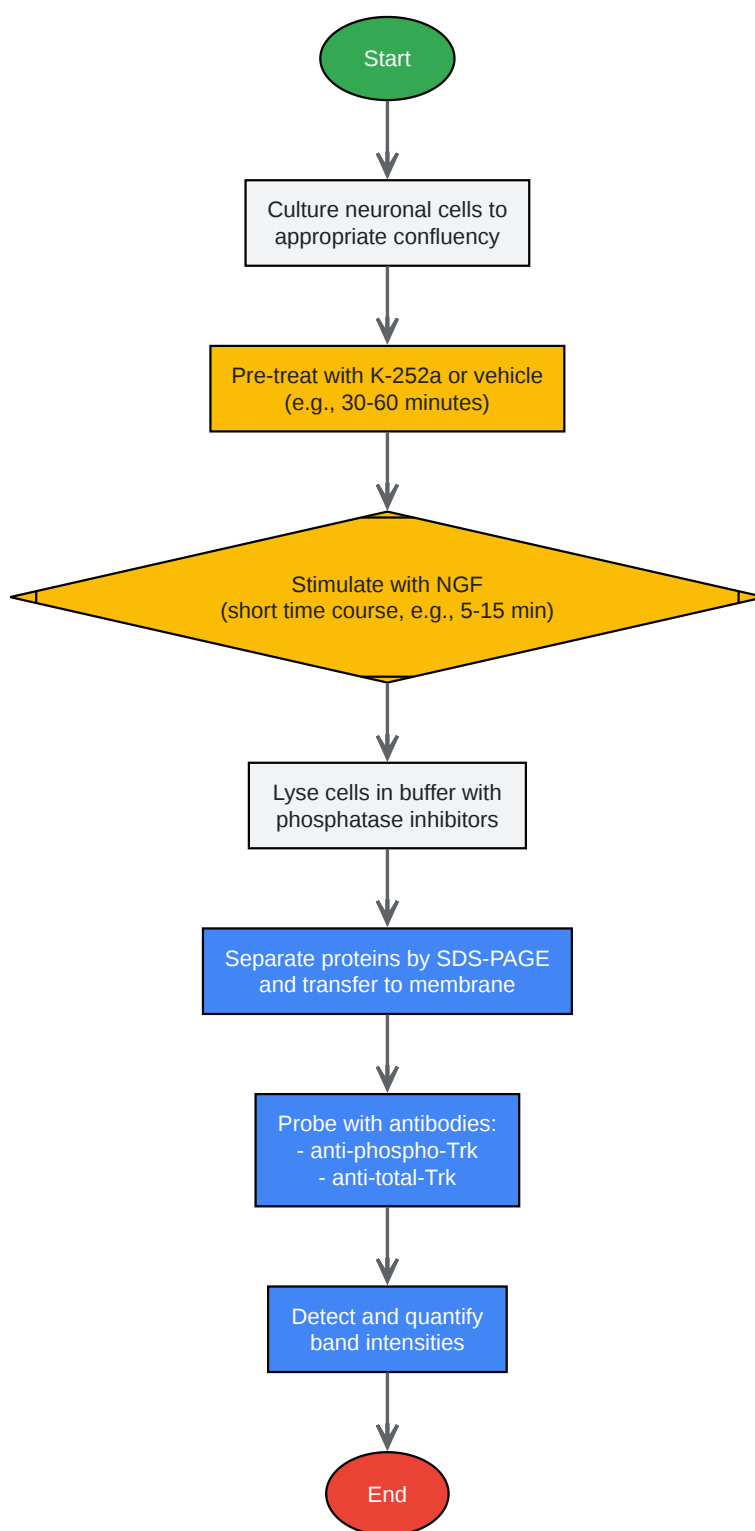 Start
Culture neuronal cells to
appropriate confluency
Pre-treat with K-252a or vehicle
(e.g., 30-60 minutes)
Stimulate with NGF
(short time course, e.g., 5-15 min)
Lyse cells in buffer with
phosphatase inhibitors
Separate proteins by SDS-PAGE
and transfer to membrane
Probe with antibodies:
- anti-phospho-Trk
- anti-total-Trk
Detect and quantify
band intensities
End